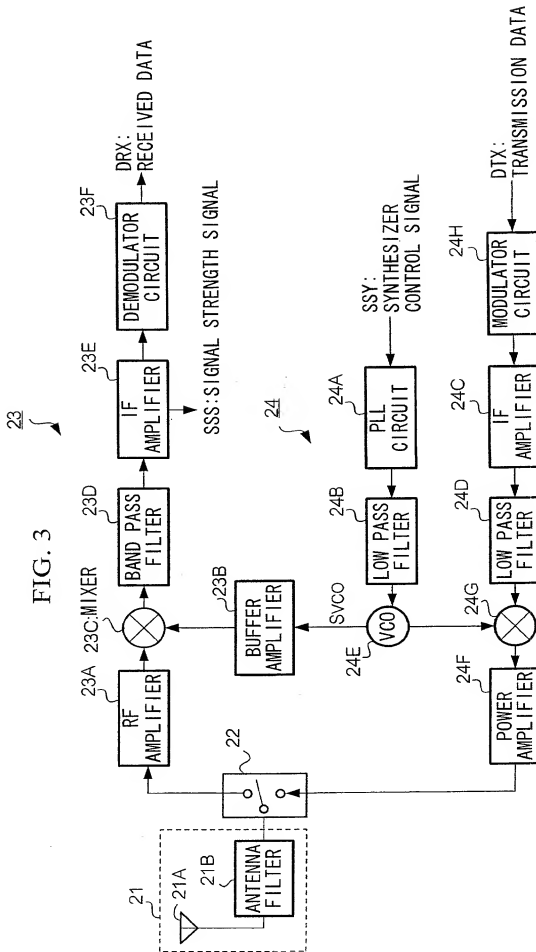 FIG. 3
23
21
21A
21B
ANTENNA
FILTER
22
23A
RF
AMPLIFIER
23C:MIXER
23D
BAND PASS
FILTER
23E
IF
AMPLIFIER
SSS:SIGNAL STRENGTH SIGNAL
23F
DEMODULATOR
CIRCUIT
DRX:
RECEIVED DATA
23B
BUFFER
AMPLIFIER
SVCO
24
24E
VCO
24B
LOW PASS
FILTER
24A
PLL
CIRCUIT
SSY:
SYNTHESIZER
CONTROL SIGNAL
24F
POWER
AMPLIFIER
24G
24D
LOW PASS
FILTER
24C
IF
AMPLIFIER
24H
MODULATOR
CIRCUIT
DTX:
TRANSMISSION DATA